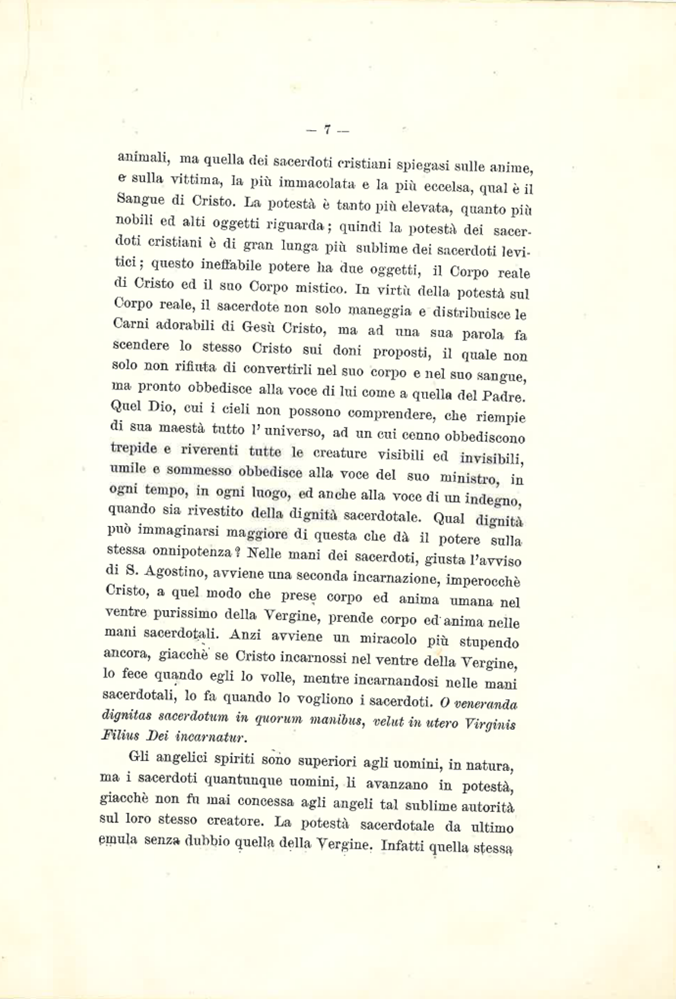 — 7 —
animali, ma quella dei sacerdoti cristiani spiegasi sulle anime,
e sulla vittima, la più immacolata e la più eccelsa, qual è il
Sangue di Cristo. La potestà è tanto più elevata, quanto più
nobili ed alti oggetti riguarda; quindi la potestà dei sacer-
doti cristiani è di gran lunga più sublime dei sacerdoti levi-
tici; questo ineffabile potere ha due oggetti, il Corpo reale
di Cristo ed il suo Corpo mistico. In virtù della potestà sul
Corpo reale, il sacerdote non solo maneggia e distribuisce le
Carni adorabili di Gesù Cristo, ma ad una sua parola fa
scendere lo stesso Cristo sui doni proposti, il quale non
solo non rifiuta di convertirli nel suo corpo e nel suo sangue,
ma pronto obbedisce alla voce di lui come a quella del Padre.
Quel Dio, cui i cieli non possono comprendere, che riempie
di sua maestà tutto l' universo, ad un cui cenno obbediscono
trepide e riverenti tutte le creature visibili ed invisibili,
umile e sommesso obbedisce alla voce del suo ministro, in
ogni tempo, in ogni luogo, ed anche alla voce di un indegno,
quando sia rivestito della dignità sacerdotale. Qual dignità
può immaginarsi maggiore di questa che dà il potere sulla
stessa onnipotenza? Nelle mani dei sacerdoti, giusta l'avviso
di S. Agostino, avviene una seconda incarnazione, imperocchè
Cristo, a quel modo che prese corpo ed anima umana nel
ventre purissimo della Vergine, prende corpo ed anima nelle
mani sacerdotali. Anzi avviene un miracolo più stupendo
ancora, giacchè se Cristo incarnossi nel ventre della Vergine,
lo fece quando egli lo volle, mentre incarnandosi nelle mani
sacerdotali, lo fa quando lo vogliono i sacerdoti. O veneranda
dignitas sacerdotum in quorum manibus, velut in utero Virginis
Filius Dei incarnatur.
Gli angelici spiriti sono superiori agli uomini, in natura,
ma i sacerdoti quantunque uomini, li avanzano in potestà,
giacchè non fu mai concessa agli angeli tal sublime autorità
sul loro stesso creatore. La potestà sacerdotale da ultimo
emula senza dubbio quella della Vergine. Infatti quella stessa